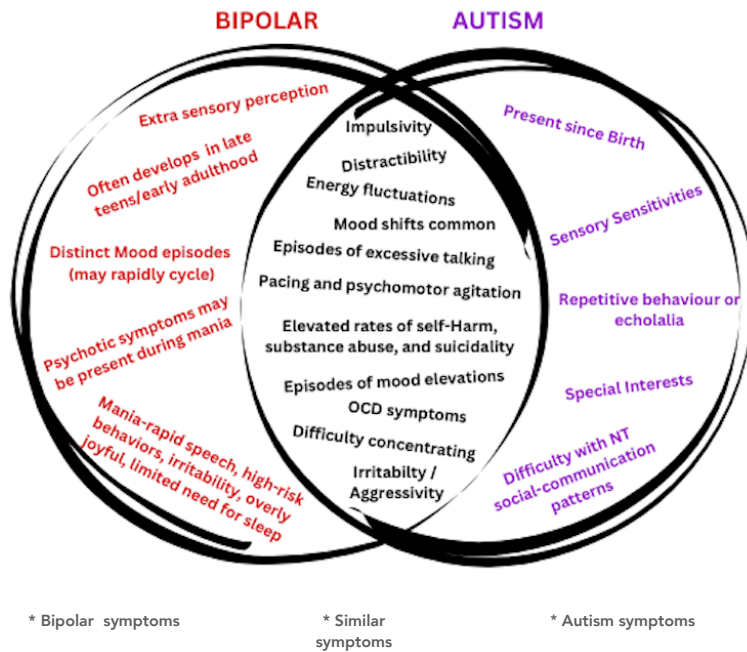 BIPOLAR
AUTISM
Extra sensory perception
Often develops in late
teens/early adulthood
Distinct Mood episodes
(may rapidly cycle)
Psychotic symptoms may
be present during mania
Mania-rapid speech, high-risk
behaviors, irritability, overly
joyful, limited need for sleep
Impulsivity
Distractibility
Energy fluctuations
Mood shifts common
Episodes of excessive talking
Pacing and psychomotor agitation
Elevated rates of self-Harm,
substance abuse, and suicidality
Episodes of mood elevations
OCD symptoms
Difficulty concentrating
Irritabilty /
Aggressivity
Present since Birth
Sensory Sensitivities
Repetitive behaviour or
echolalia
Special Interests
Difficulty with NT
social-communication
patterns
* Bipolar symptoms
* Similar
symptoms
* Autism symptoms